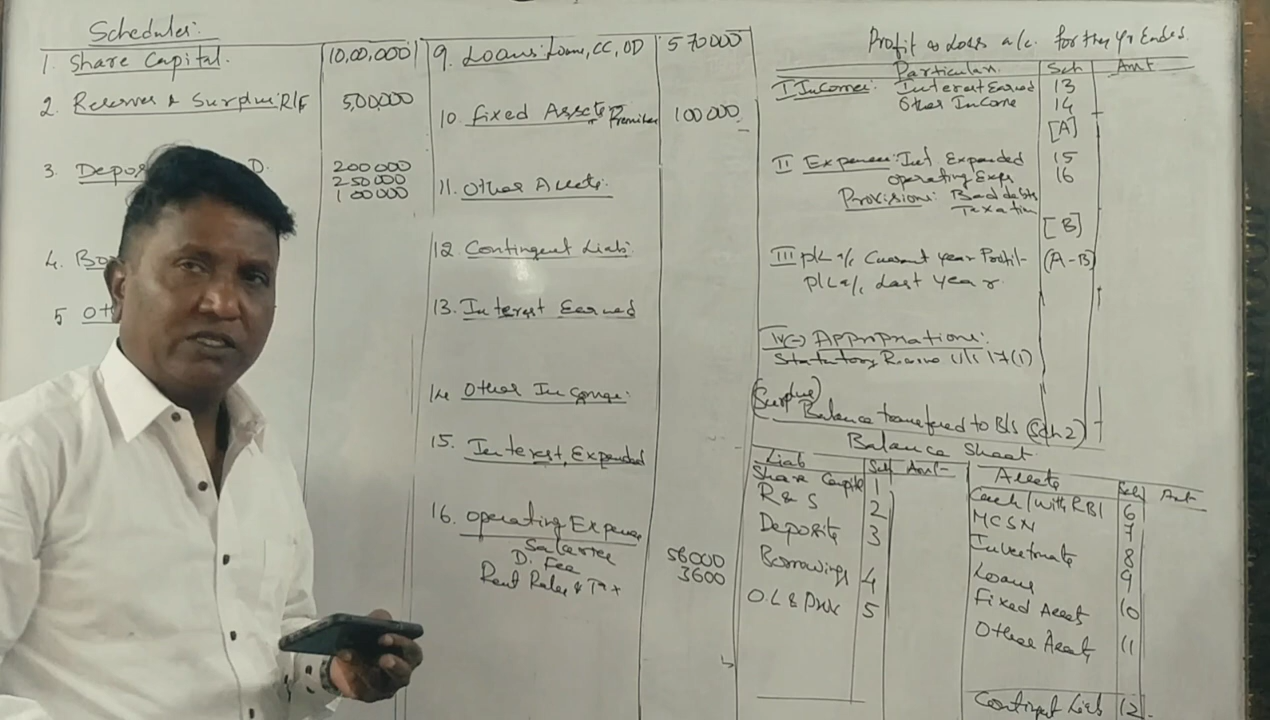 Schedules:
1. Share Capital.
10,00,000
2. Reserves & Surplus: R/F
5,00,000
3. Depos
D.
200000
250000
100000
4. Bo
5 Ot
9. Loans: Loans, CC, OD
570000
10. Fixed Assets Premises
100000
11. Other Assets.
12 Contingent Liab:
13. Interest Earned
14 Other Income.
15. Interest Expended
16. Operating Expense
Salaries
D. Fee
56000
Rent Rates & Tax
3600
Profit & Loss a/c. for the Yr Ended.
Particulars
Sch
Amt
I Incomes: Interest Earned
13
Other Income
14
[A]
II Expenses: Int. Expended
15
Operating Exps
16
Provisions: Bad debts
Taxation
[B]
III P/L a/c Current year Profit
(A-B)
P/L a/c Last year
IV (-) Appropriations:
Statutory Reserve u/s 17(1)
(Surplus)
Balance transferred to B/S (Sch 2)
Balance Sheet
Liab
Sch
Amt
Share Capital
1
R & S
2
Deposits
3
Borrowings
4
O.L & Prov
5
Assets
Sch
Amt
Cash/with RBI
6
MCSN
7
Investments
8
Loans
9
Fixed Assets
10
Other Assets
11
Contingent Liab
12